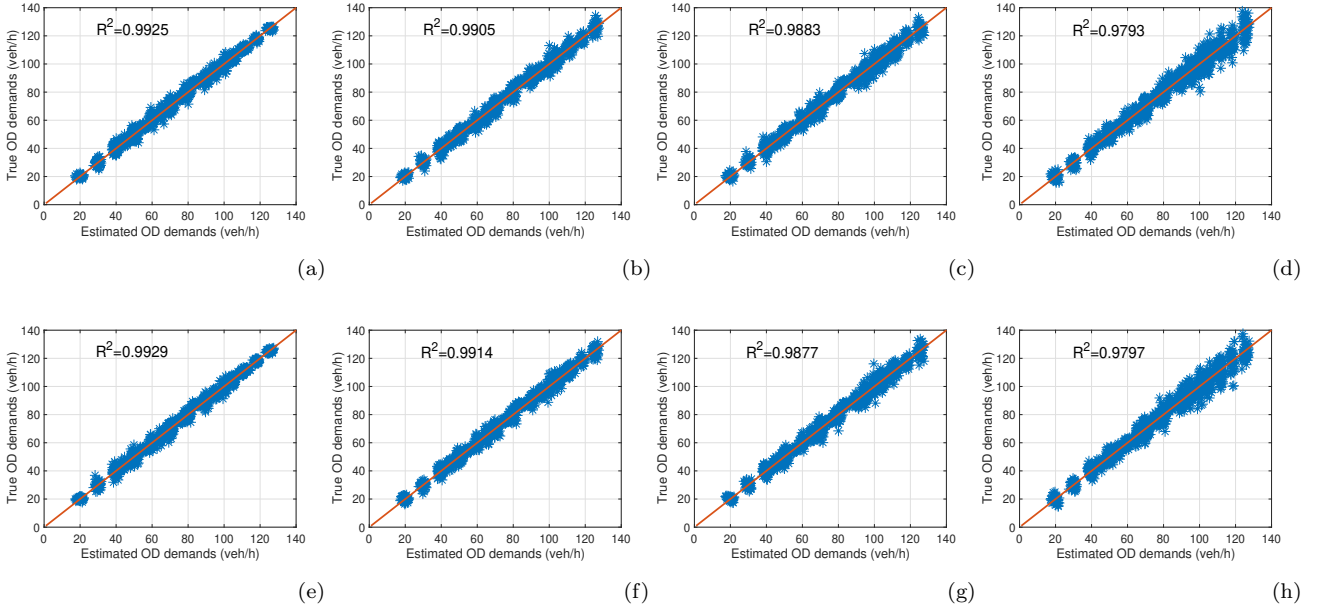 R²=0.9925
True OD demands (veh/h)
140
120
100
80
60
40
20
0
0 20 40 60 80 100 120 140
Estimated OD demands (veh/h)
(a)
R²=0.9905
True OD demands (veh/h)
140
120
100
80
60
40
20
0
0 20 40 60 80 100 120 140
Estimated OD demands (veh/h)
(b)
R²=0.9883
True OD demands (veh/h)
140
120
100
80
60
40
20
0
0 20 40 60 80 100 120 140
Estimated OD demands (veh/h)
(c)
R²=0.9793
True OD demands (veh/h)
140
120
100
80
60
40
20
0
0 20 40 60 80 100 120 140
Estimated OD demands (veh/h)
(d)
R²=0.9929
True OD demands (veh/h)
140
120
100
80
60
40
20
0
0 20 40 60 80 100 120 140
Estimated OD demands (veh/h)
(e)
R²=0.9914
True OD demands (veh/h)
140
120
100
80
60
40
20
0
0 20 40 60 80 100 120 140
Estimated OD demands (veh/h)
(f)
R²=0.9877
True OD demands (veh/h)
140
120
100
80
60
40
20
0
0 20 40 60 80 100 120 140
Estimated OD demands (veh/h)
(g)
R²=0.9797
True OD demands (veh/h)
140
120
100
80
60
40
20
0
0 20 40 60 80 100 120 140
Estimated OD demands (veh/h)
(h)